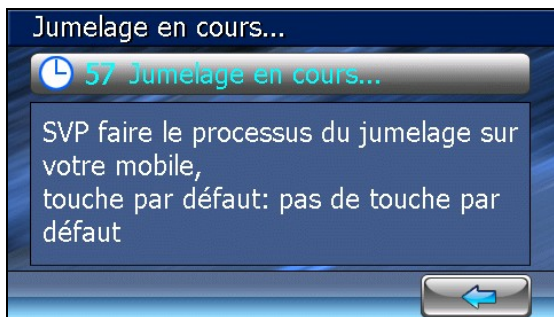 Jumelage en cours...
57 Jumelage en cours...
SVP faire le processus du jumelage sur
votre mobile,
touche par défaut: pas de touche par
défaut